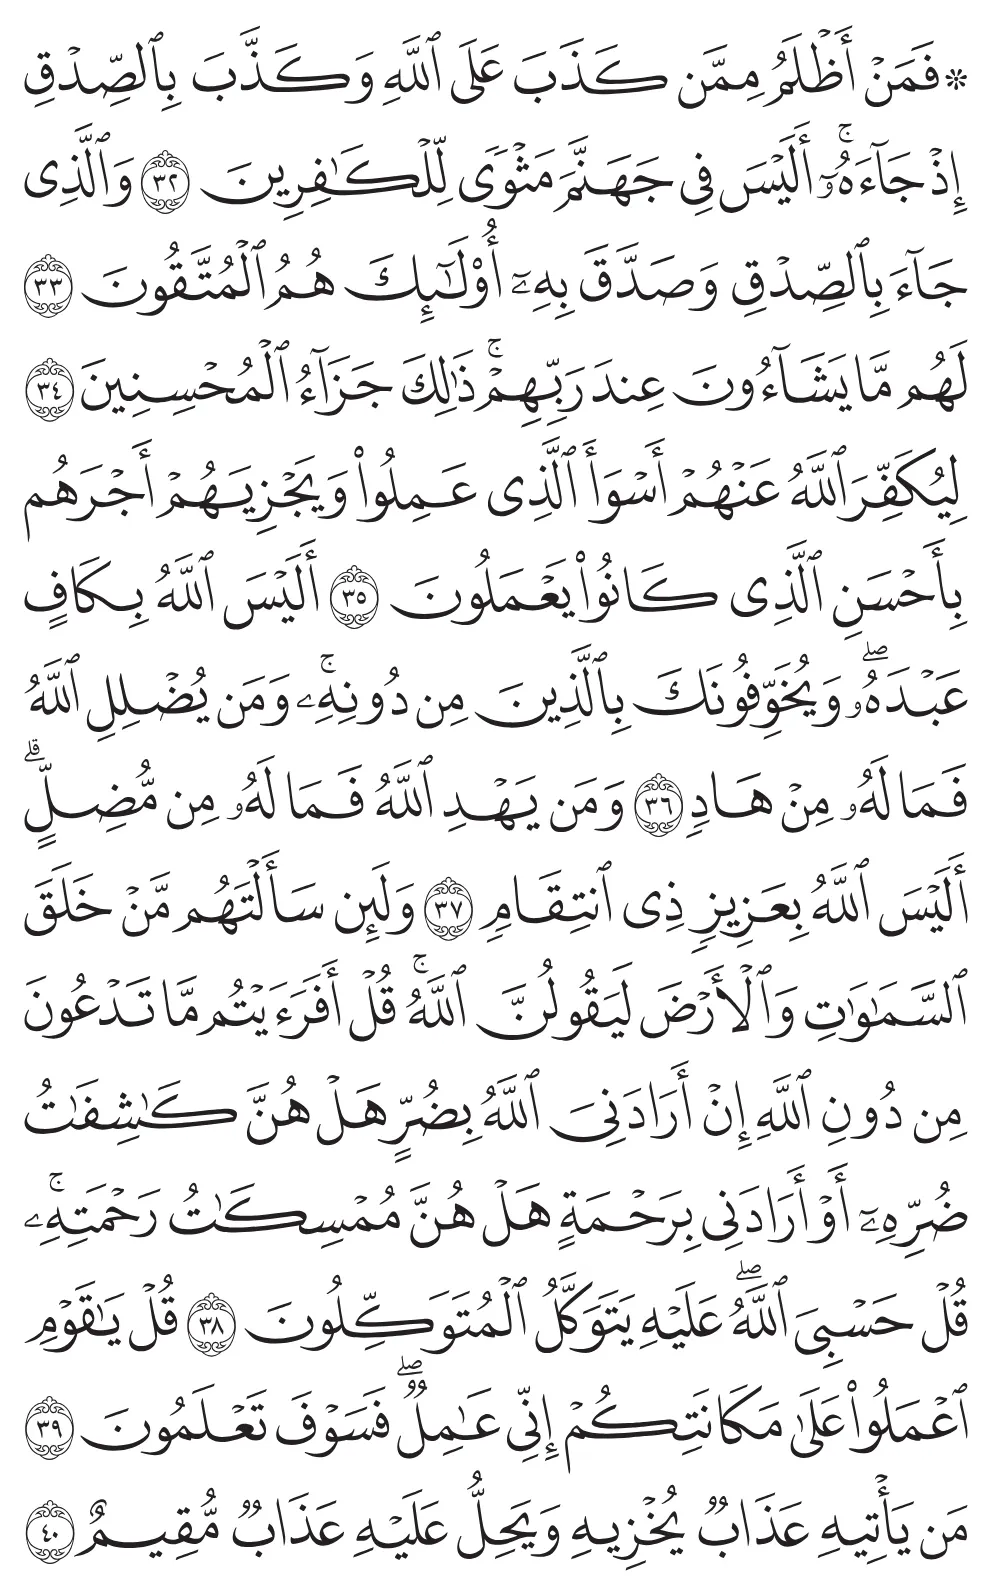 ۞ فَمَنۡ أَظۡلَمُ مِمَّن كَذَبَ عَلَى ٱللَّهِ وَكَذَّبَ بِٱلصِّدۡقِ
إِذۡ جَآءَهُۥٓۚ أَلَيۡسَ فِي جَهَنَّمَ مَثۡوٗى لِّلۡكَٰفِرِينَ ٣٢ وَٱلَّذِي
جَآءَ بِٱلصِّدۡقِ وَصَدَّقَ بِهِۦٓ أُوْلَٰٓئِكَ هُمُ ٱلۡمُتَّقُونَ ٣٣
لَهُم مَّا يَشَآءُونَ عِندَ رَبِّهِمۡۚ ذَٰلِكَ جَزَآءُ ٱلۡمُحۡسِنِينَ ٣٤
لِيُكَفِّرَ ٱللَّهُ عَنۡهُمۡ أَسۡوَأَ ٱلَّذِي عَمِلُواْ وَيَجۡزِيَهُمۡ أَجۡرَهُم
بِأَحۡسَنِ ٱلَّذِي كَانُواْ يَعۡمَلُونَ ٣٥ أَلَيۡسَ ٱللَّهُ بِكَافٍ
عَبۡدَهُۥۖ وَيُخَوِّفُونَكَ بِٱلَّذِينَ مِن دُونِهِۦۚ وَمَن يُضۡلِلِ ٱللَّهُ
فَمَا لَهُۥ مِنۡ هَادٖ ٣٦ وَمَن يَهۡدِ ٱللَّهُ فَمَا لَهُۥ مِن مُّضِلٍّۗ
أَلَيۡسَ ٱللَّهُ بِعَزِيزٖ ذِي ٱنتِقَامٖ ٣٧ وَلَئِن سَأَلۡتَهُم مَّنۡ خَلَقَ
ٱلسَّمَٰوَٰتِ وَٱلۡأَرۡضَ لَيَقُولُنَّ ٱللَّهُۚ قُلۡ أَفَرَءَيۡتُم مَّا تَدۡعُونَ
مِن دُونِ ٱللَّهِ إِنۡ أَرَادَنِيَ ٱللَّهُ بِضُرٍّ هَلۡ هُنَّ كَٰشِفَٰتُ
ضُرِّهِۦٓ أَوۡ أَرَادَنِي بِرَحۡمَةٍ هَلۡ هُنَّ مُمۡسِكَٰتُ رَحۡمَتِهِۦۚ
قُلۡ حَسۡبِيَ ٱللَّهُۖ عَلَيۡهِ يَتَوَكَّلُ ٱلۡمُتَوَكِّلُونَ ٣٨ قُلۡ يَٰقَوۡمِ
ٱعۡمَلُواْ عَلَىٰ مَكَانَتِكُمۡ إِنِّي عَٰمِلٞۖ فَسَوۡفَ تَعۡلَمُونَ ٣٩
مَن يَأۡتِيهِ عَذَابٞ يُخۡزِيهِ وَيَحِلُّ عَلَيۡهِ عَذَابٞ مُّقِيمٌ ٤٠